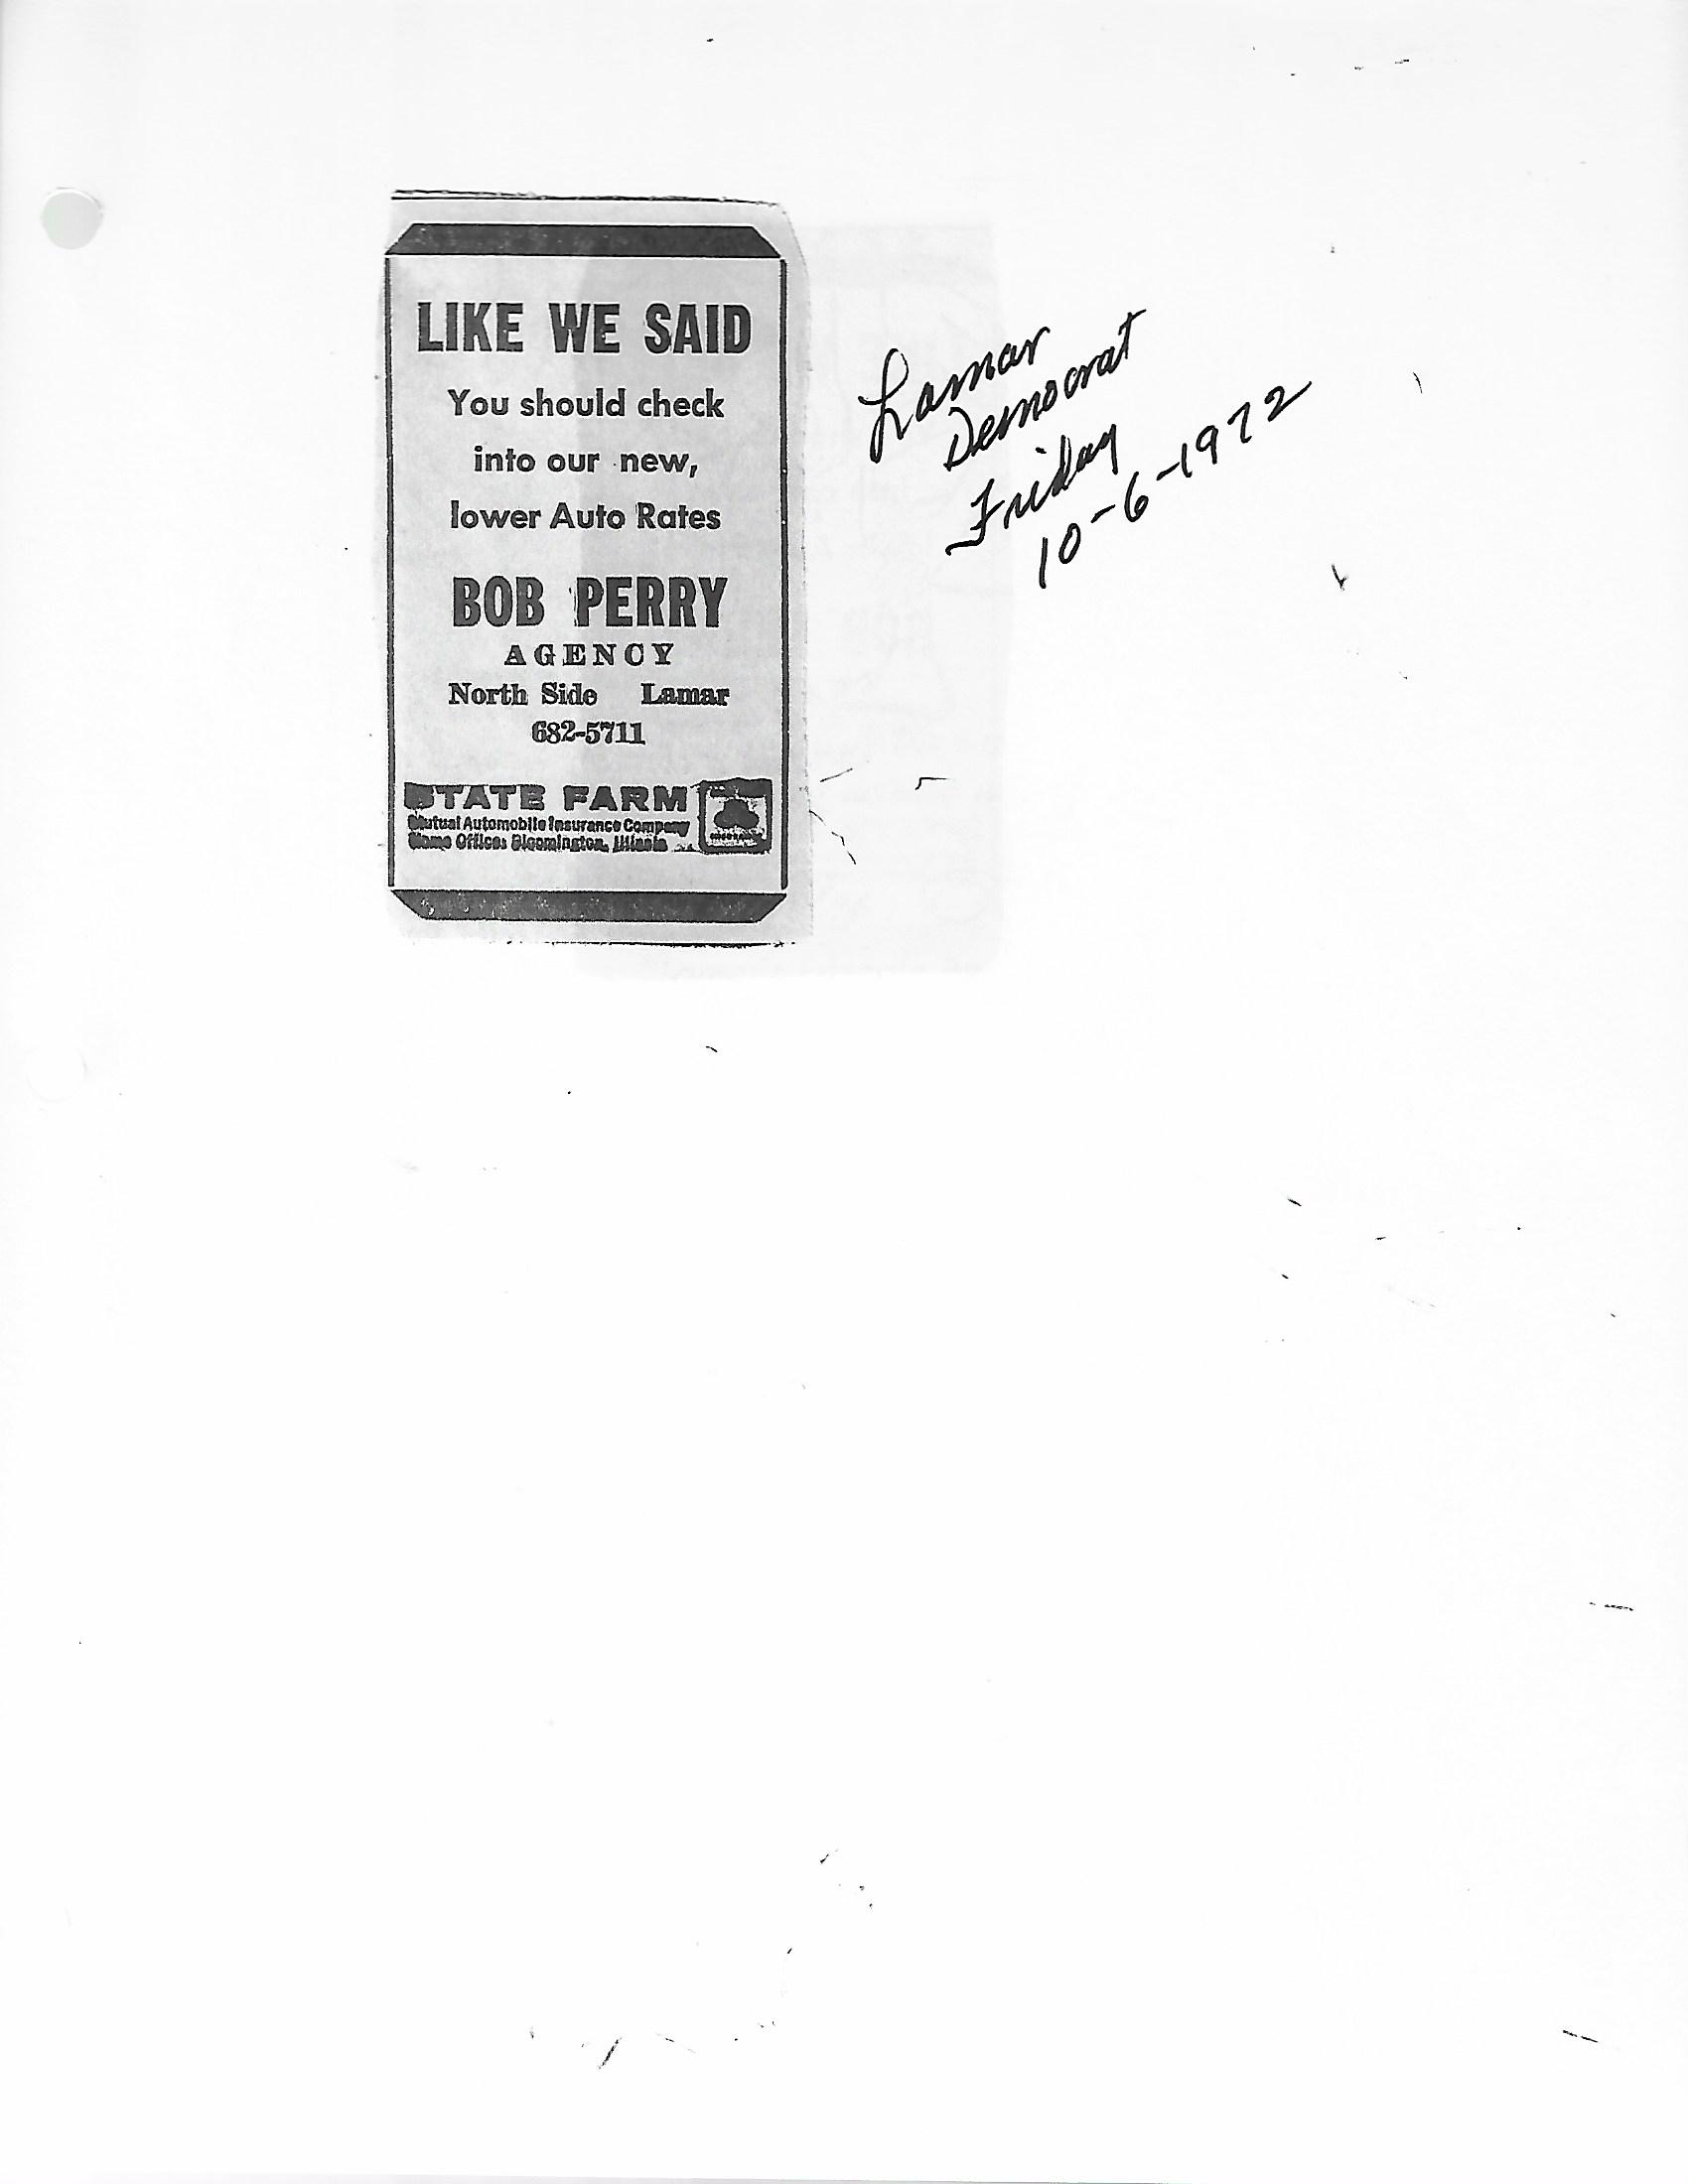 LIKE WE SAID
You should check
into our new,
lower Auto Rates
BOB PERRY
AGENCY
North Side Lamar
682-5711
STATE FARM
Mutual Automobile Insurance Company
Home Office: Bloomington, Illinois
INSURANCE
Lamar
Democrat
Friday
10-6-1972